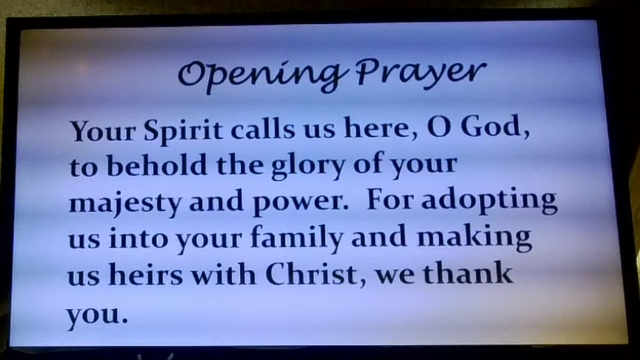 Opening Prayer
Your Spirit calls us here, O God,
to behold the glory of your
majesty and power.  For adopting
us into your family and making
us heirs with Christ, we thank
you.